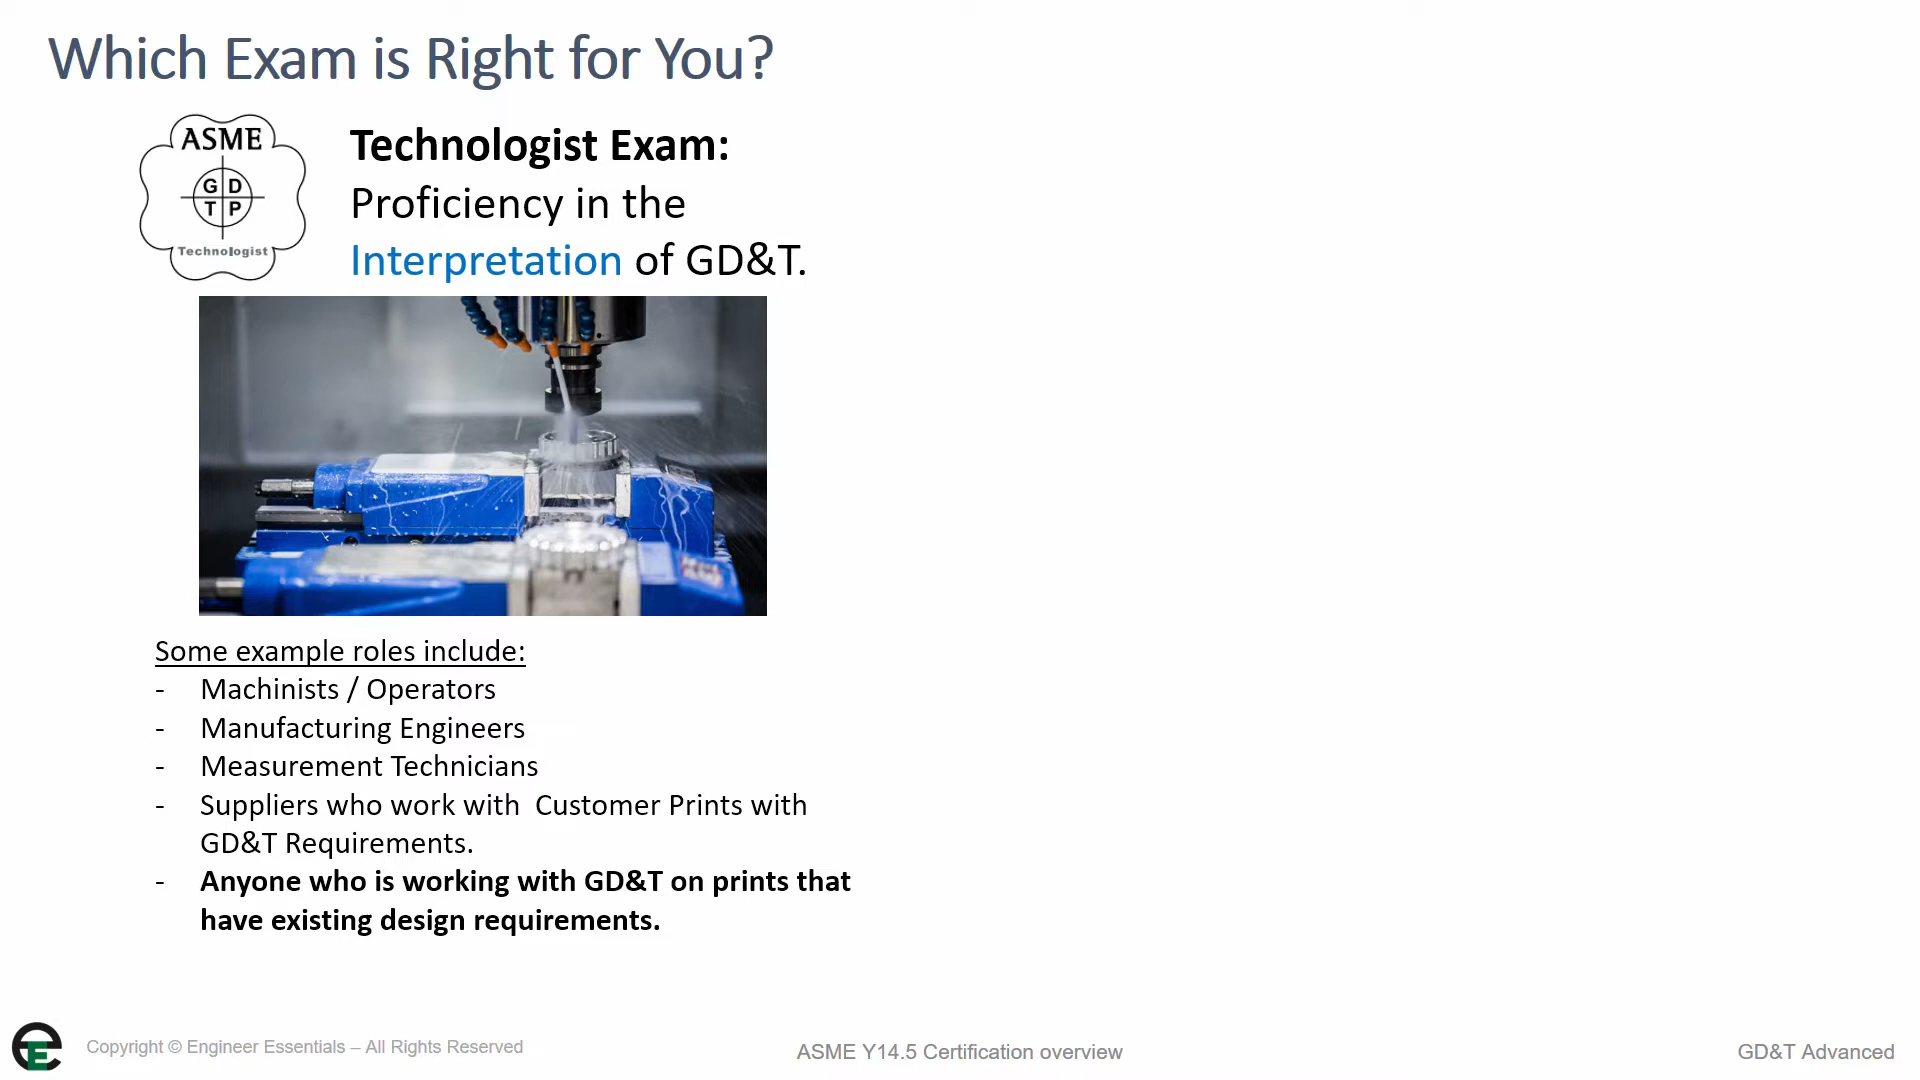 Which Exam is Right for You?
ASME
G D
T P
Technologist
Technologist Exam:
Proficiency in the
Interpretation of GD&T.
Some example roles include:
- Machinists / Operators
- Manufacturing Engineers
- Measurement Technicians
- Suppliers who work with  Customer Prints with
GD&T Requirements.
- Anyone who is working with GD&T on prints that
have existing design requirements.
Copyright © Engineer Essentials – All Rights Reserved
ASME Y14.5 Certification overview
GD&T Advanced